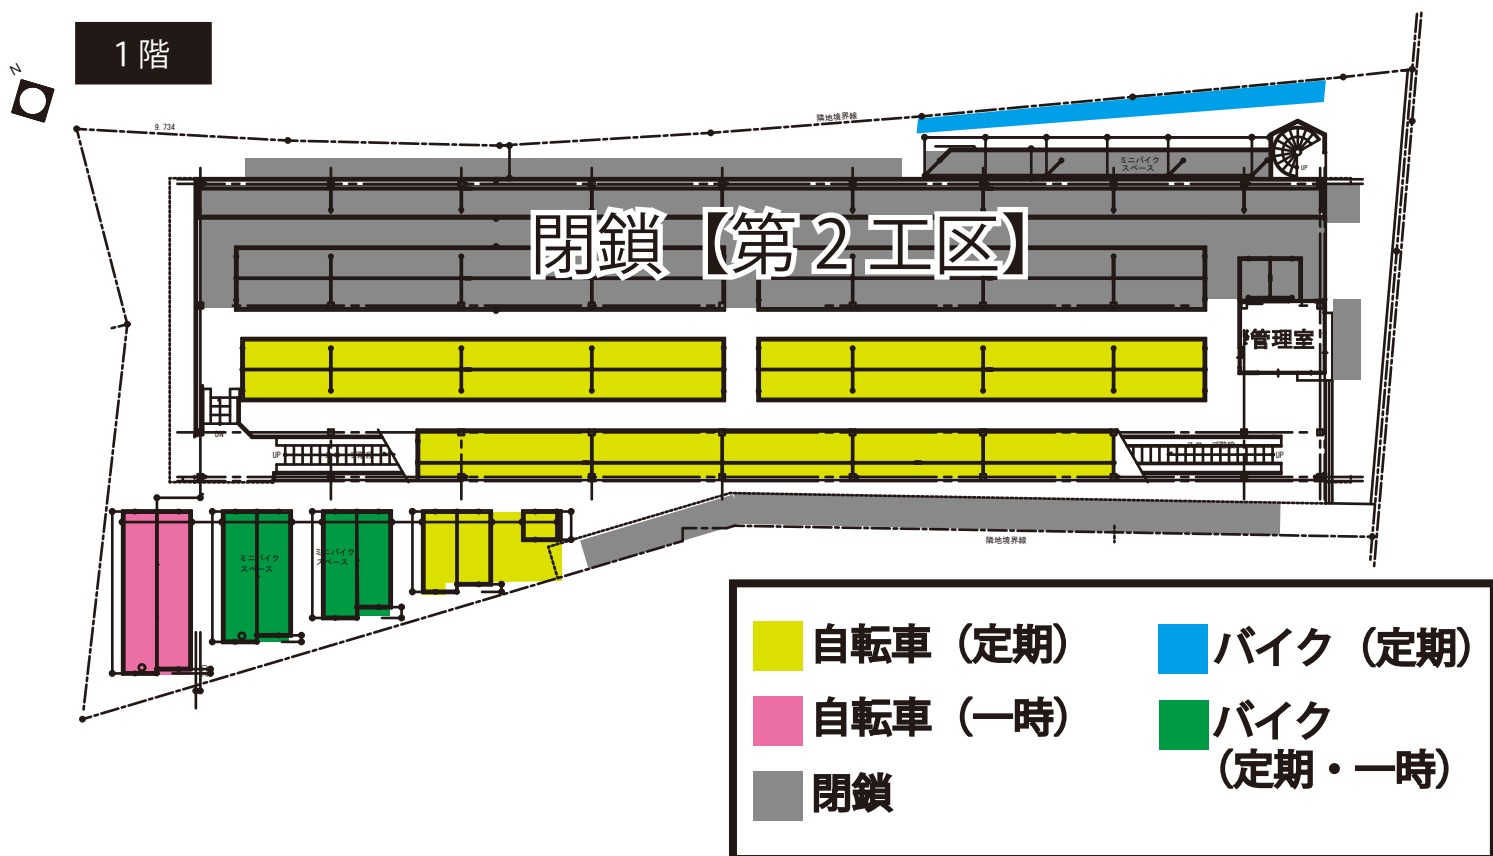 1階
N
9.734
隣地境界線
ミニバイク
スペース
UP
閉鎖【第2工区】
管理室
DN
UP
UP
ミニバイク
スペース
ミニバイク
スペース
隣地境界線
自転車（定期）
バイク（定期）
自転車（一時）
バイク
（定期・一時）
閉鎖